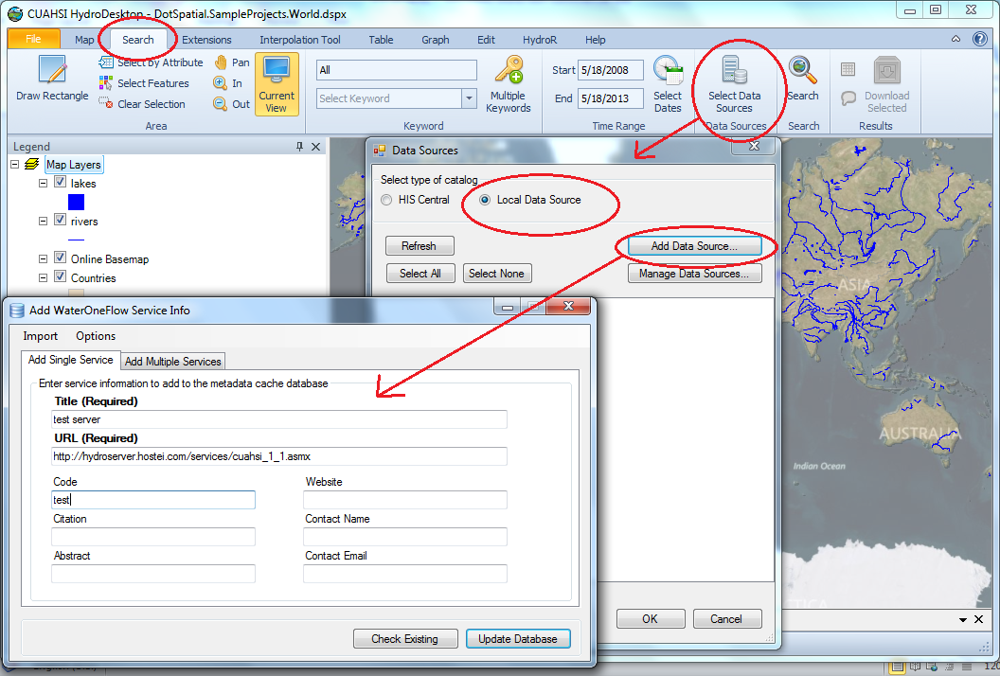 CUAHSI HydroDesktop - DotSpatial.SampleProjects.World.dspx
File Map Search Extensions Interpolation Tool Table Graph Edit HydroR Help
Draw Rectangle
Select by Attribute
Select Features
Clear Selection
Pan
In
Out
Current
View
Area
All
Select Keyword
Multiple
Keywords
Keyword
Start 5/18/2008
End 5/18/2013
Select
Dates
Time Range
Select Data
Sources
Data Sources
Search
Search
Download
Selected
Results
Legend
Map Layers
lakes
rivers
Online Basemap
Countries
Data Sources
Select type of catalog
HIS Central
Local Data Source
Refresh
Add Data Source...
Select All
Select None
Manage Data Sources...
OK
Cancel
ASIA
AUSTRALIA
Indian Ocean
Add WaterOneFlow Service Info
Import Options
Add Single Service Add Multiple Services
Enter service information to add to the metadata cache database
Title (Required)
test server
URL (Required)
http://hydroserver.hostei.com/services/cuahsi_1_1.asmx
Code
test
Website
Citation
Contact Name
Abstract
Contact Email
Check Existing
Update Database